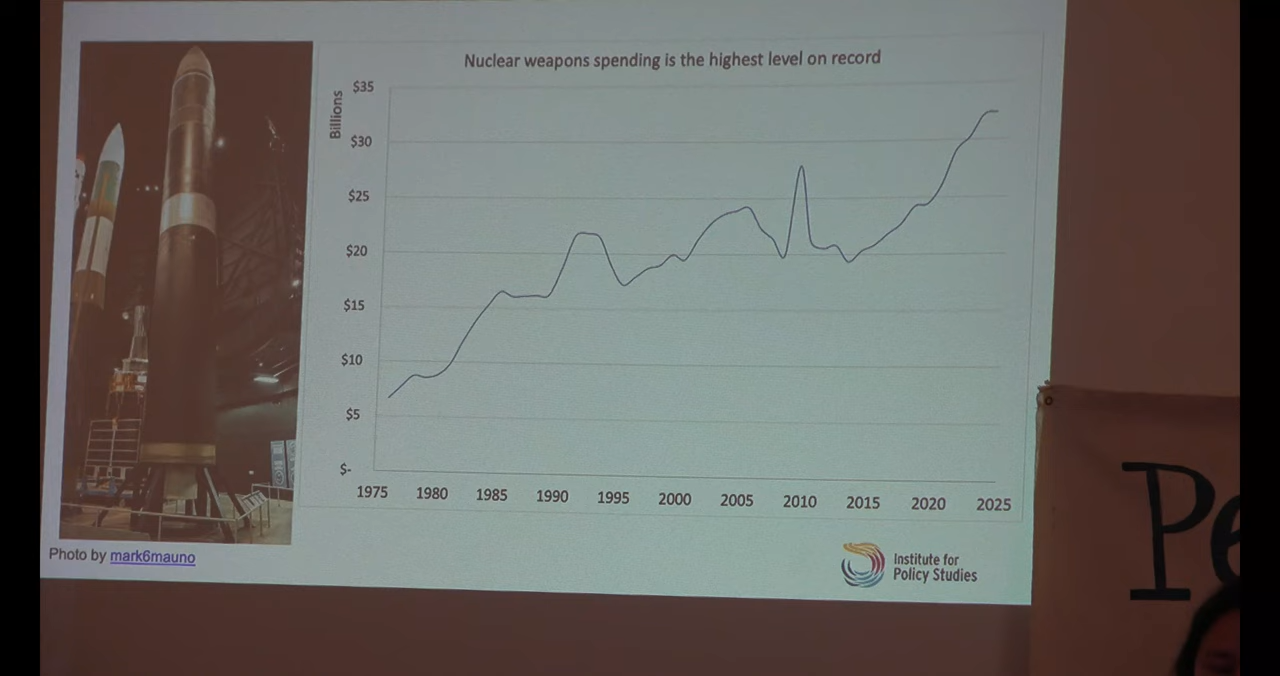 Nuclear weapons spending is the highest level on record
Billions
$35
$30
$25
$20
$15
$10
$5
$-
1975 1980 1985 1990 1995 2000 2005 2010 2015 2020 2025
Photo by mark6mauno
Institute for
Policy Studies